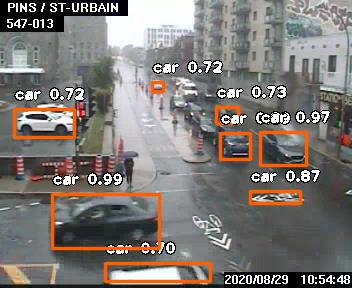 PINS / ST-URBAIN
547-013
car 0.72
car 0.72
car 0.73
car 0.97
car 0.87
car 0.99
car 0.70
2020/08/29 10:54:48